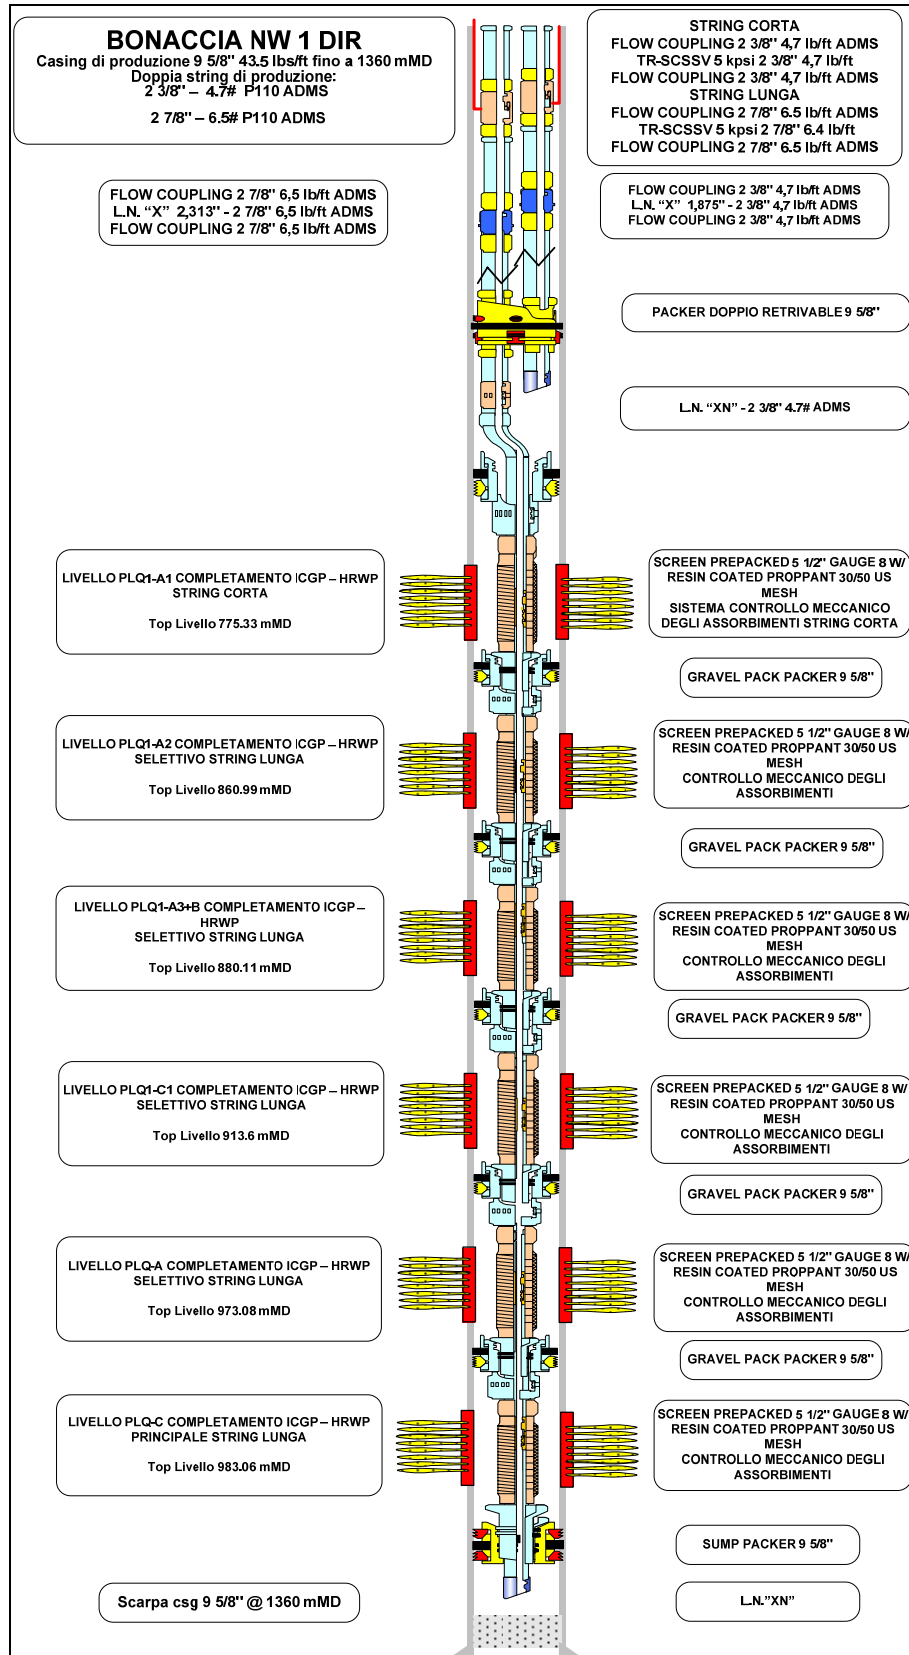 BONACCIA NW 1 DIR
Casing di produzione 9 5/8" 43.5 lbs/ft fino a 1360 mMD
Doppia string di produzione:
2 3/8" – 4.7# P110 ADMS
2 7/8" – 6.5# P110 ADMS
STRING CORTA
FLOW COUPLING 2 3/8" 4,7 lb/ft ADMS
TR-SCSSV 5 kpsi 2 3/8" 4,7 lb/ft
FLOW COUPLING 2 3/8" 4,7 lb/ft ADMS
STRING LUNGA
FLOW COUPLING 2 7/8" 6.5 lb/ft ADMS
TR-SCSSV 5 kpsi 2 7/8" 6.4 lb/ft
FLOW COUPLING 2 7/8" 6.5 lb/ft ADMS
FLOW COUPLING 2 7/8" 6,5 lb/ft ADMS
L.N. "X" 2,313" - 2 7/8" 6,5 lb/ft ADMS
FLOW COUPLING 2 7/8" 6,5 lb/ft ADMS
FLOW COUPLING 2 3/8" 4,7 lb/ft ADMS
L.N. "X" 1,875" - 2 3/8" 4,7 lb/ft ADMS
FLOW COUPLING 2 3/8" 4,7 lb/ft ADMS
PACKER DOPPIO RETRIVABLE 9 5/8"
L.N. "XN" - 2 3/8" 4.7# ADMS
LIVELLO PLQ1-A1 COMPLETAMENTO ICGP – HRWP
STRING CORTA
Top Livello 775.33 mMD
SCREEN PREPACKED 5 1/2" GAUGE 8 W/
RESIN COATED PROPPANT 30/50 US
MESH
SISTEMA CONTROLLO MECCANICO
DEGLI ASSORBIMENTI STRING CORTA
GRAVEL PACK PACKER 9 5/8"
LIVELLO PLQ1-A2 COMPLETAMENTO ICGP – HRWP
SELETTIVO STRING LUNGA
Top Livello 860.99 mMD
SCREEN PREPACKED 5 1/2" GAUGE 8 W/
RESIN COATED PROPPANT 30/50 US
MESH
CONTROLLO MECCANICO DEGLI
ASSORBIMENTI
GRAVEL PACK PACKER 9 5/8"
LIVELLO PLQ1-A3+B COMPLETAMENTO ICGP –
HRWP
SELETTIVO STRING LUNGA
Top Livello 880.11 mMD
SCREEN PREPACKED 5 1/2" GAUGE 8 W/
RESIN COATED PROPPANT 30/50 US
MESH
CONTROLLO MECCANICO DEGLI
ASSORBIMENTI
GRAVEL PACK PACKER 9 5/8"
LIVELLO PLQ1-C1 COMPLETAMENTO ICGP – HRWP
SELETTIVO STRING LUNGA
Top Livello 913.6 mMD
SCREEN PREPACKED 5 1/2" GAUGE 8 W/
RESIN COATED PROPPANT 30/50 US
MESH
CONTROLLO MECCANICO DEGLI
ASSORBIMENTI
GRAVEL PACK PACKER 9 5/8"
LIVELLO PLQ-A COMPLETAMENTO ICGP – HRWP
SELETTIVO STRING LUNGA
Top Livello 973.08 mMD
SCREEN PREPACKED 5 1/2" GAUGE 8 W/
RESIN COATED PROPPANT 30/50 US
MESH
CONTROLLO MECCANICO DEGLI
ASSORBIMENTI
GRAVEL PACK PACKER 9 5/8"
LIVELLO PLQ-C COMPLETAMENTO ICGP – HRWP
PRINCIPALE STRING LUNGA
Top Livello 983.06 mMD
SCREEN PREPACKED 5 1/2" GAUGE 8 W/
RESIN COATED PROPPANT 30/50 US
MESH
CONTROLLO MECCANICO DEGLI
ASSORBIMENTI
SUMP PACKER 9 5/8"
Scarpa csg 9 5/8" @ 1360 mMD
L.N."XN"